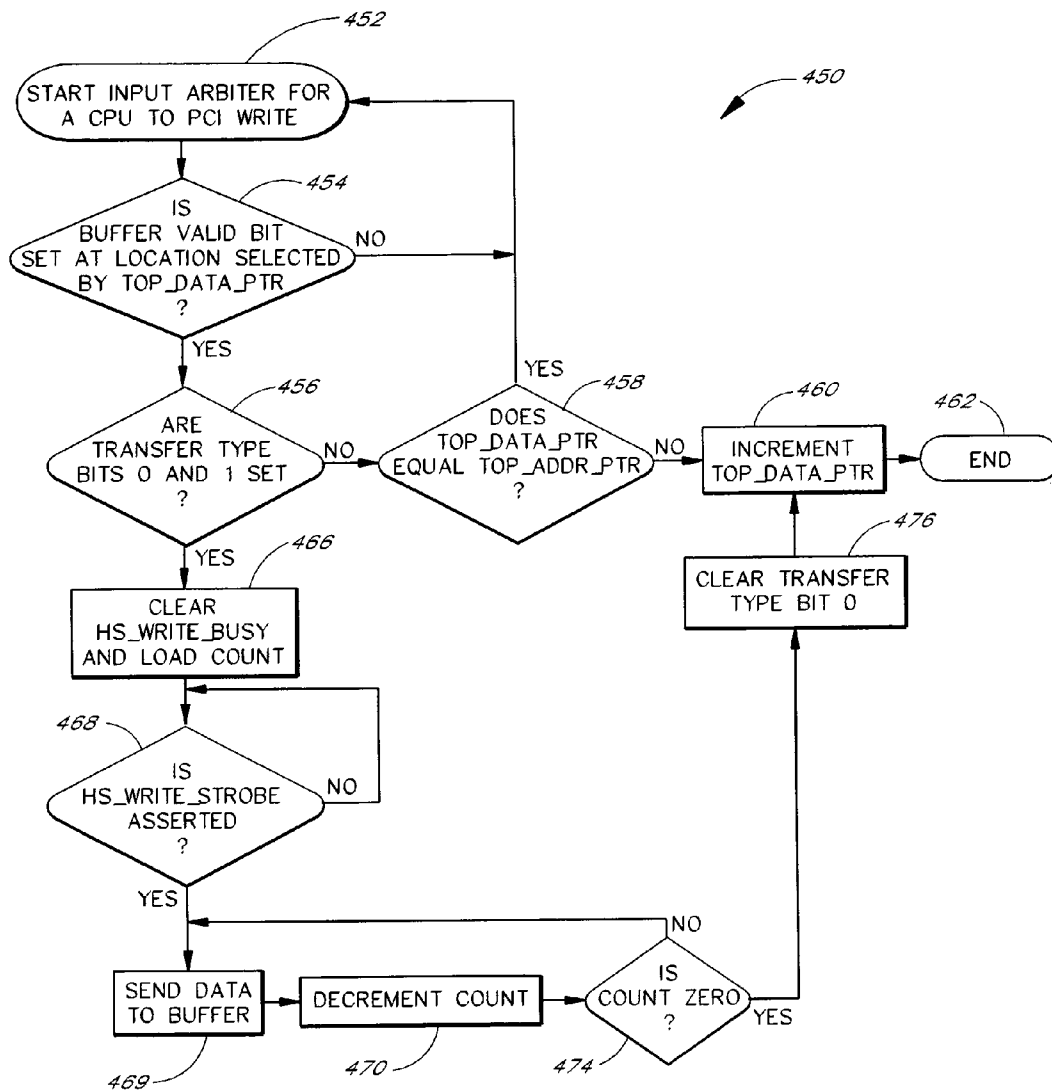 452
START INPUT ARBITER FOR
A CPU TO PCI WRITE
450
454
IS
BUFFER VALID BIT
SET AT LOCATION SELECTED
BY TOP_DATA_PTR
?
NO
YES
456
ARE
TRANSFER TYPE
BITS 0 AND 1 SET
?
NO
YES
YES
458
DOES
TOP_DATA_PTR
EQUAL TOP_ADDR_PTR
?
NO
460
INCREMENT
TOP_DATA_PTR
462
END
476
CLEAR TRANSFER
TYPE BIT 0
466
CLEAR
HS_WRITE_BUSY
AND LOAD COUNT
468
IS
HS_WRITE_STROBE
ASSERTED
?
NO
YES
SEND DATA
TO BUFFER
469
DECREMENT COUNT
470
NO
IS
COUNT ZERO
?
YES
474